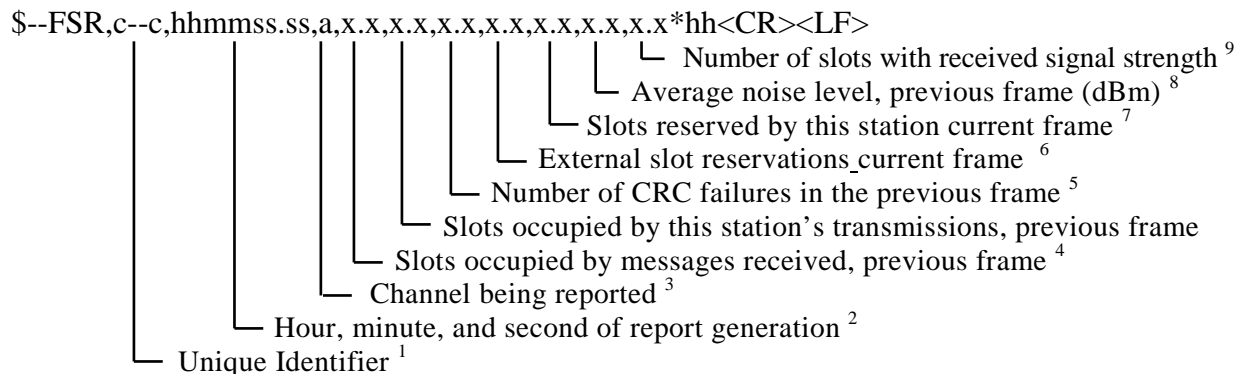 $--FSR,c--c,hhmmss.ss,a,x.x,x.x,x.x,x.x,x.x,x.x,x.x*hh<CR><LF>
Number of slots with received signal strength 9
Average noise level, previous frame (dBm) 8
Slots reserved by this station current frame 7
External slot reservations current frame 6
Number of CRC failures in the previous frame 5
Slots occupied by this station's transmissions, previous frame
Slots occupied by messages received, previous frame 4
Channel being reported 3
Hour, minute, and second of report generation 2
Unique Identifier 1